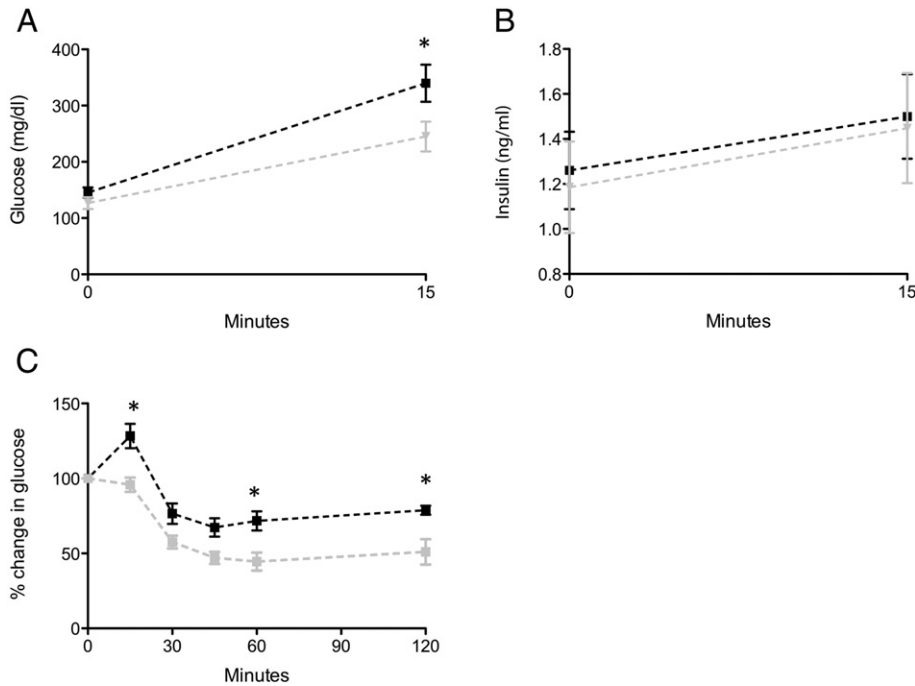 A
*
400
300
200
100
0
Glucose (mg/dl)
0 15
Minutes
B
1.8
1.6
1.4
1.2
1.0
0.8
Insulin (ng/ml)
0 15
Minutes
C
* * *
150
100
50
0
% change in glucose
0 30 60 90 120
Minutes